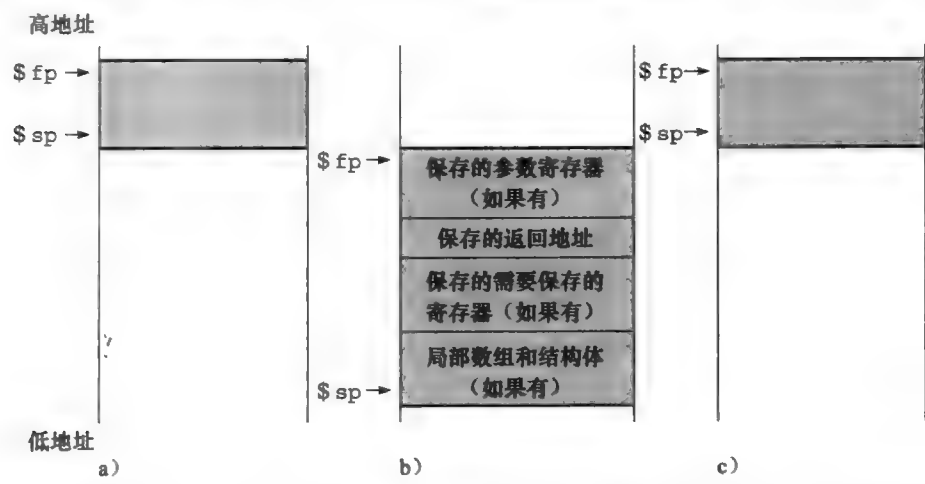 高地址
$fp
$sp
低地址
a）
$fp
保存的参数寄存器
（如果有）
保存的返回地址
保存的需要保存的
寄存器（如果有）
局部数组和结构体
（如果有）
$sp
b）
$fp
$sp
c）